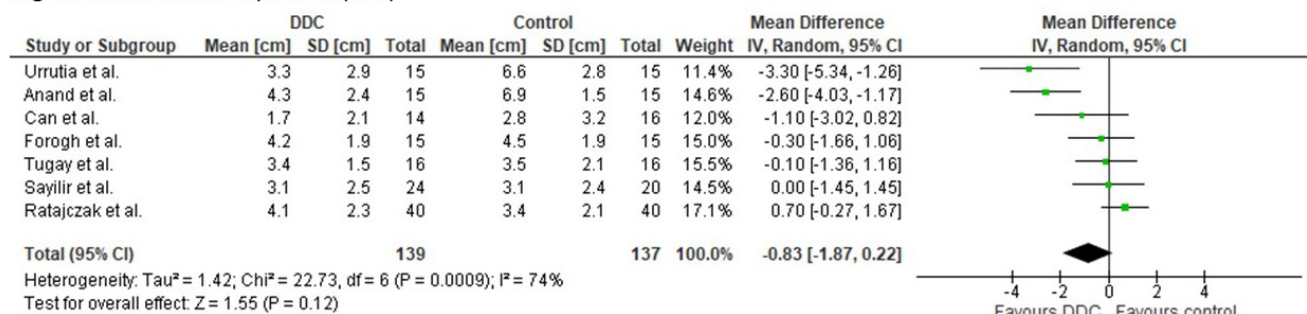 DDC Control Mean Difference Mean Difference
Study or Subgroup Mean [cm] SD [cm] Total Mean [cm] SD [cm] Total Weight IV, Random, 95% CI IV, Random, 95% CI
Urrutia et al. 3.3 2.9 15 6.6 2.8 15 11.4% -3.30 [-5.34, -1.26]
Anand et al. 4.3 2.4 15 6.9 1.5 15 14.6% -2.60 [-4.03, -1.17]
Can et al. 1.7 2.1 14 2.8 3.2 16 12.0% -1.10 [-3.02, 0.82]
Forogh et al. 4.2 1.9 15 4.5 1.9 15 15.0% -0.30 [-1.66, 1.06]
Tugay et al. 3.4 1.5 16 3.5 2.1 16 15.5% -0.10 [-1.36, 1.16]
Sayilir et al. 3.1 2.5 24 3.1 2.4 20 14.5% 0.00 [-1.45, 1.45]
Ratajczak et al. 4.1 2.3 40 3.4 2.1 40 17.1% 0.70 [-0.27, 1.67]
Total (95% CI) 139 137 100.0% -0.83 [-1.87, 0.22]
Heterogeneity: Tau² = 1.42; Chi² = 22.73, df = 6 (P = 0.0009); I² = 74%
Test for overall effect: Z = 1.55 (P = 0.12)
-4 -2 0 2 4
Favours DDC Favours control